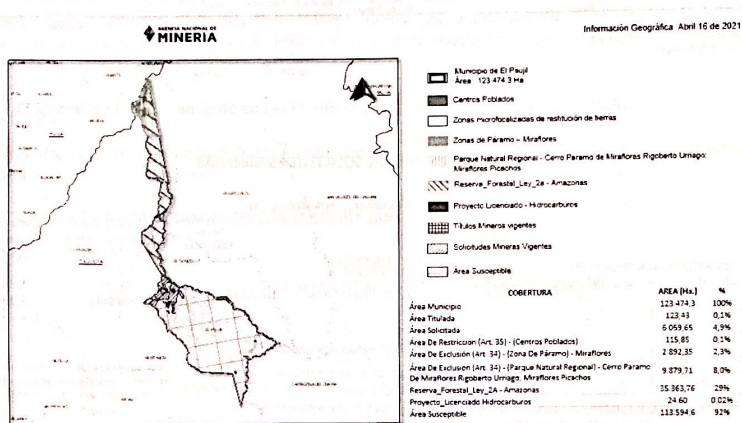 AGENCIA NACIONAL DE
MINERÍA
Información Geográfica Abril 16 de 2021
Municipio de El Paujil
Área 123 474.3 Ha
Centros Poblados
Zonas microfocalizadas de restitución de tierras
Zonas de Páramo - Miraflores
Parque Natural Regional - Cerro Paramo de Miraflores Rigoberto Urriago:
Miraflores Picachos
Reserva_Forestal_Ley_2a - Amazonas
Proyecto Licenciado - Hidrocarburos
Títulos Mineros vigentes
Solicitudes Mineras Vigentes
Area Susceptible
COBERTURA AREA (Hs.) %
Área Municipio 123.474,3 100%
Área Titulada 123,43 0,1%
Área Solicitada 6.059,65 4,9%
Área De Restricción (Art. 35) - (Centros Poblados) 115,85 0,1%
Área De Exclusión (Art. 34) - (Zona De Páramo) - Miraflores 2.892,35 2,3%
Área De Exclusión (Art. 34) - (Parque Natural Regional) - Cerro Paramo 9.879,71 8,0%
De Miraflores Rigoberto Urriago, Miraflores Picachos
Reserva_Forestal_Ley_2A - Amazonas 35.363,76 29%
Proyecto_Licenciado Hidrocarburos 24.60 0.02%
Área Susceptible 113.594,6 92%